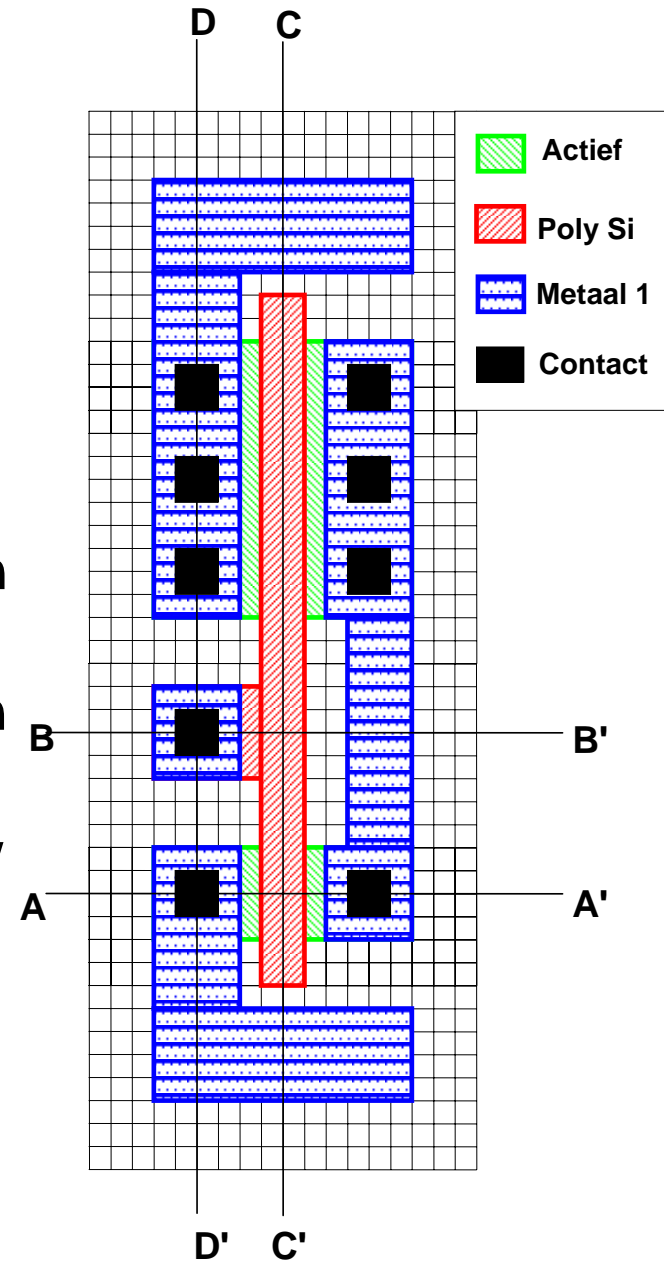 D C
Actief
Poly Si
Metaal 1
Contact
n
n
B B'
A A'
D' C'